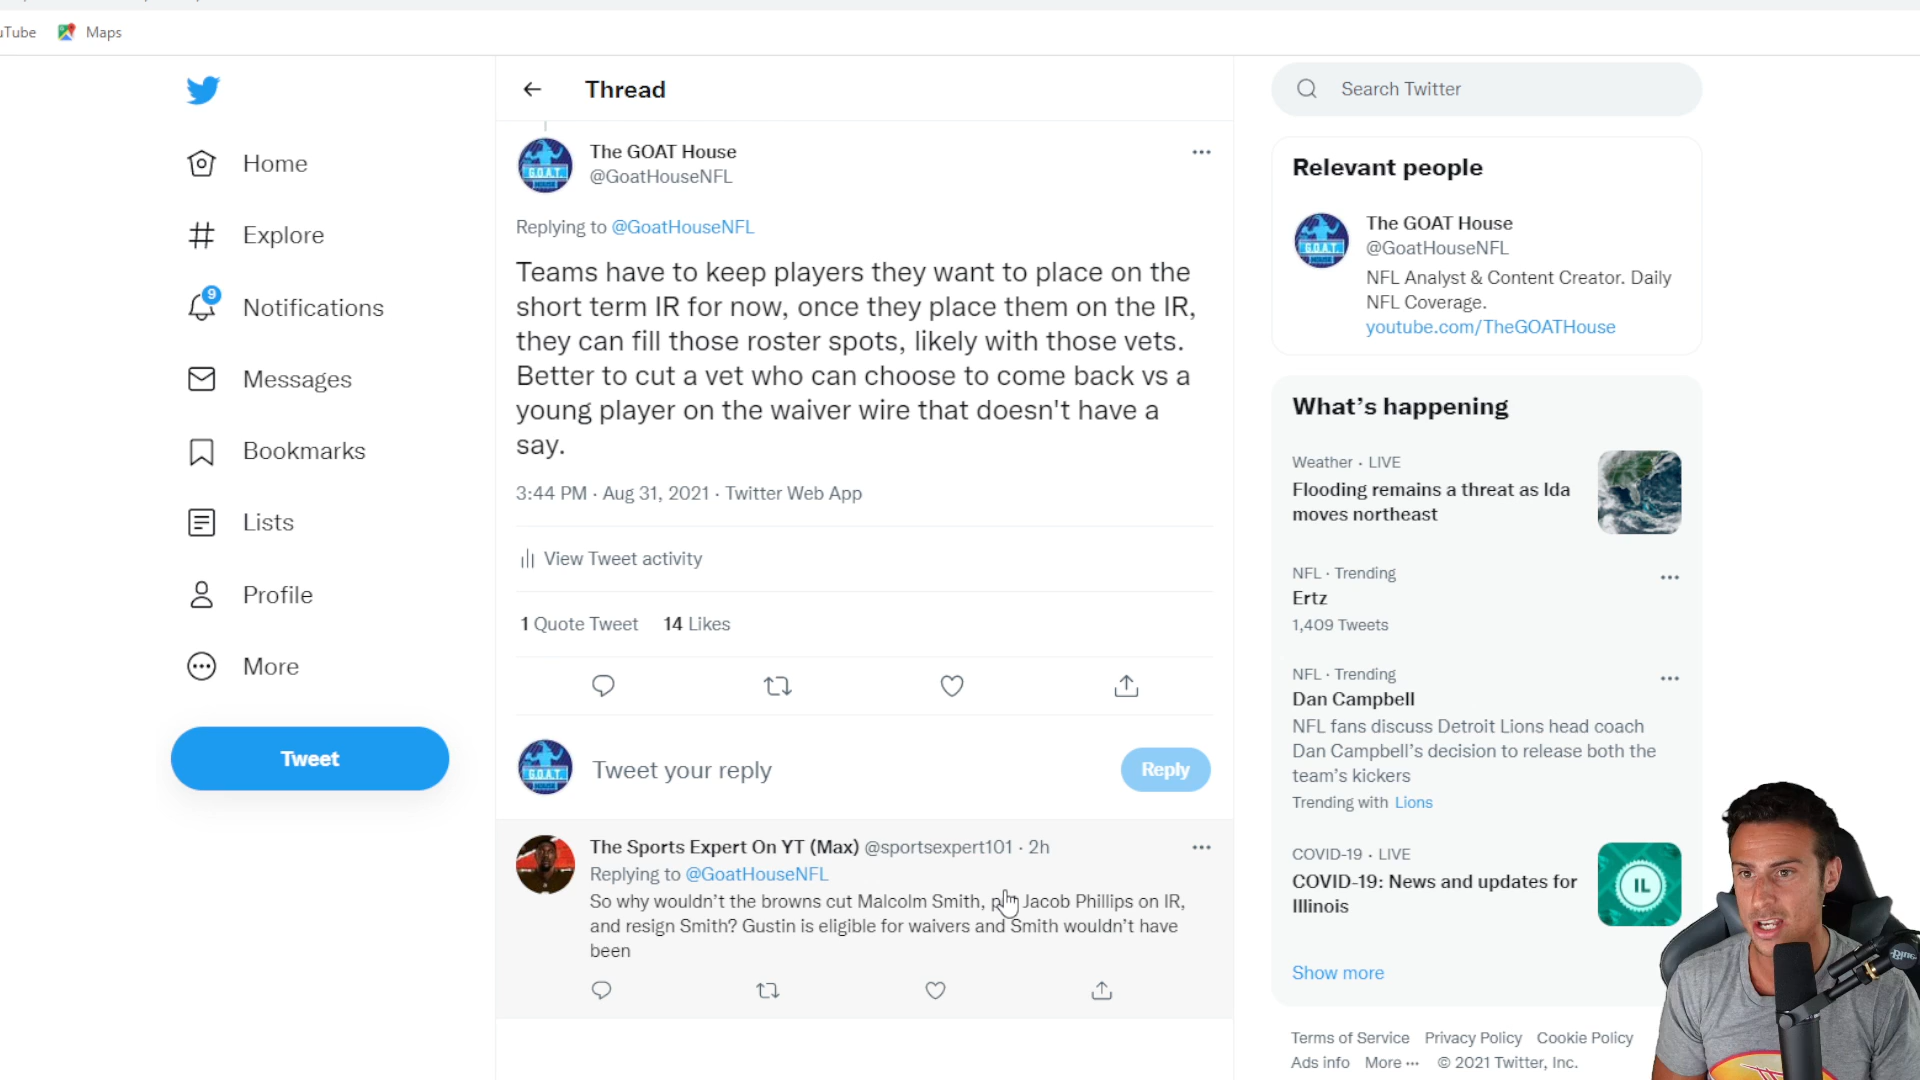 uTube
Maps
Thread
Search Twitter
Home
Explore
9
Notifications
Messages
Bookmarks
Lists
Profile
More
Tweet
G.O.A.T.
HOUSE
The GOAT House
@GoatHouseNFL
Replying to @GoatHouseNFL
Teams have to keep players they want to place on the
short term IR for now, once they place them on the IR,
they can fill those roster spots, likely with those vets.
Better to cut a vet who can choose to come back vs a
young player on the waiver wire that doesn't have a
say.
3:44 PM · Aug 31, 2021 · Twitter Web App
View Tweet activity
1 Quote Tweet 14 Likes
G.O.A.T.
HOUSE
Tweet your reply
Reply
The Sports Expert On YT (Max) @sportsexpert101 · 2h
Replying to @GoatHouseNFL
So why wouldn't the browns cut Malcolm Smith, Jacob Phillips on IR,
and resign Smith? Gustin is eligible for waivers and Smith wouldn't have
been
Relevant people
G.O.A.T.
HOUSE
The GOAT House
@GoatHouseNFL
NFL Analyst & Content Creator. Daily
NFL Coverage.
youtube.com/TheGOATHouse
What's happening
Weather · LIVE
Flooding remains a threat as Ida
moves northeast
NFL · Trending
Ertz
1,409 Tweets
NFL · Trending
Dan Campbell
NFL fans discuss Detroit Lions head coach
Dan Campbell's decision to release both the
team's kickers
Trending with Lions
COVID-19 · LIVE
COVID-19: News and updates for
Illinois
IL
Show more
Terms of Service Privacy Policy Cookie Policy
Ads info More ··· © 2021 Twitter, Inc.